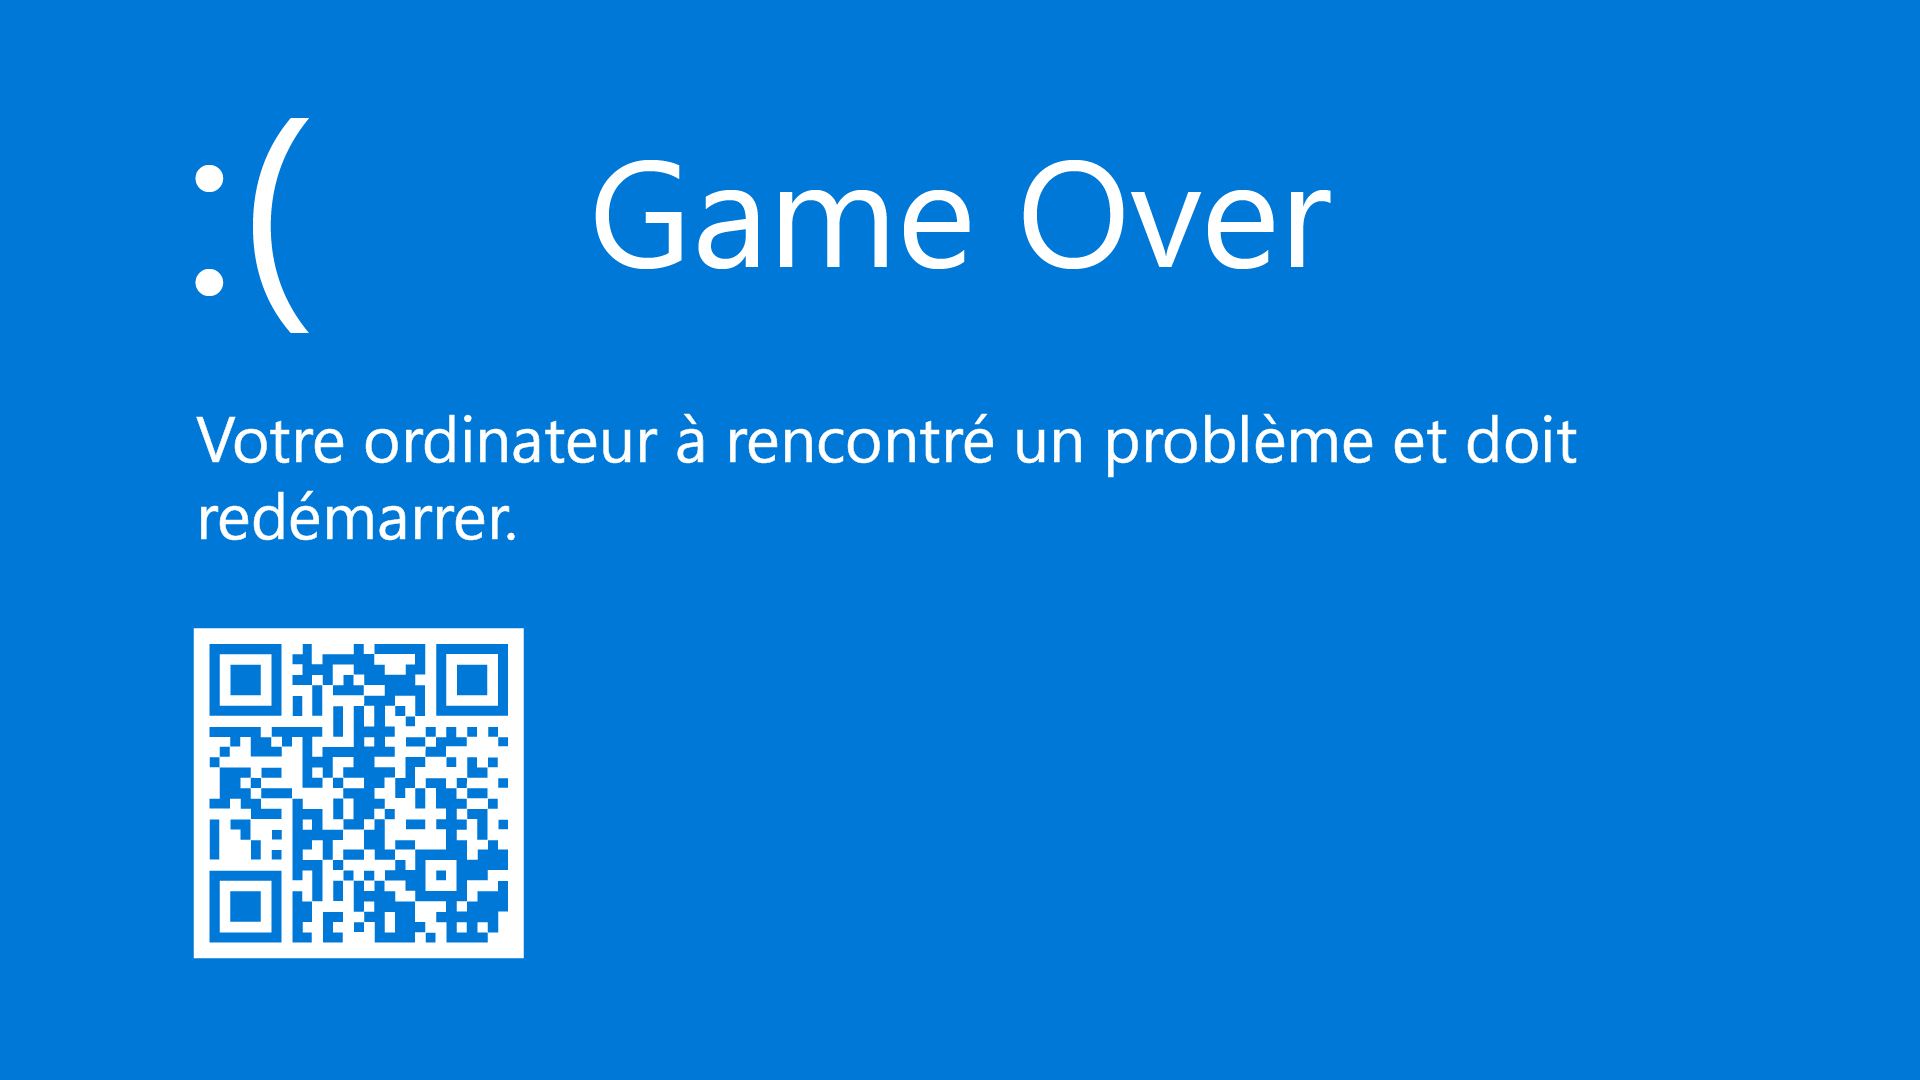 :( Game Over
Votre ordinateur à rencontré un problème et doit
redémarrer.